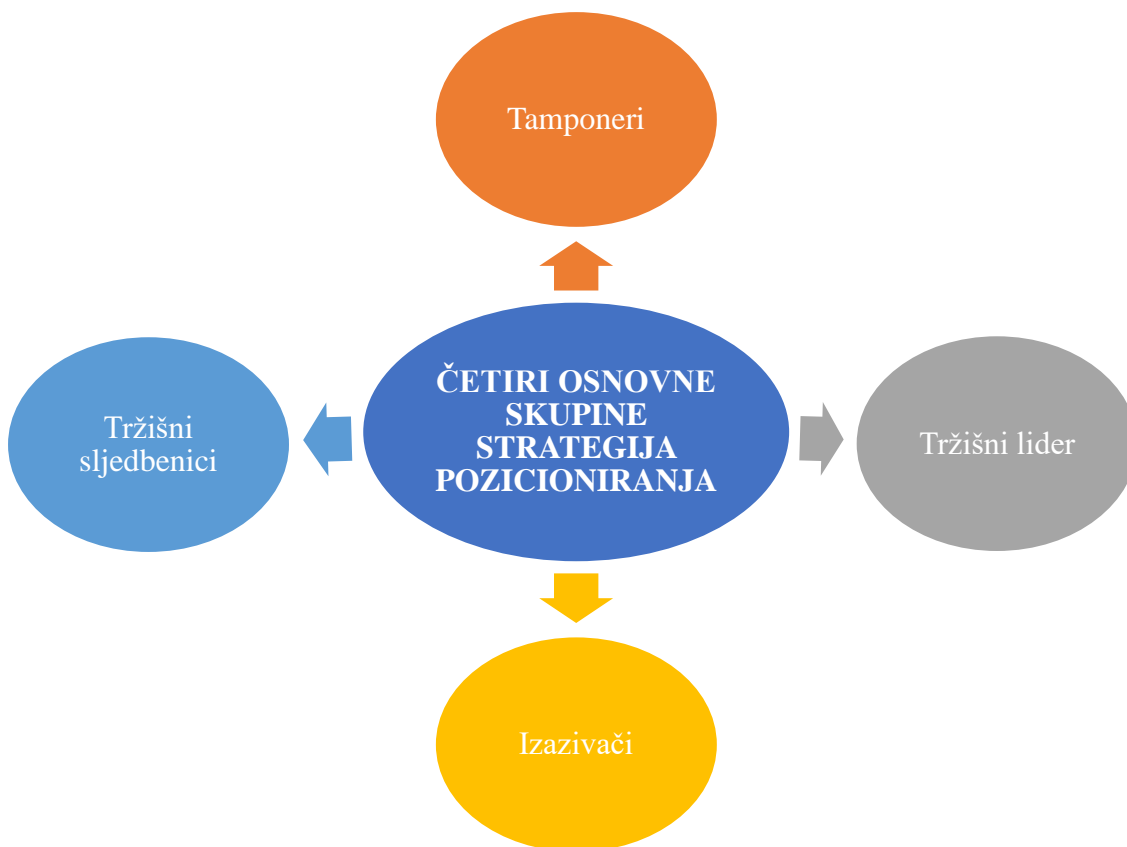 Tamponeri
ČETIRI OSNOVNE
SKUPINE
STRATEGIJA
POZICIONIRANJA
Tržišni
sljedbenici
Tržišni lider
Izazivači